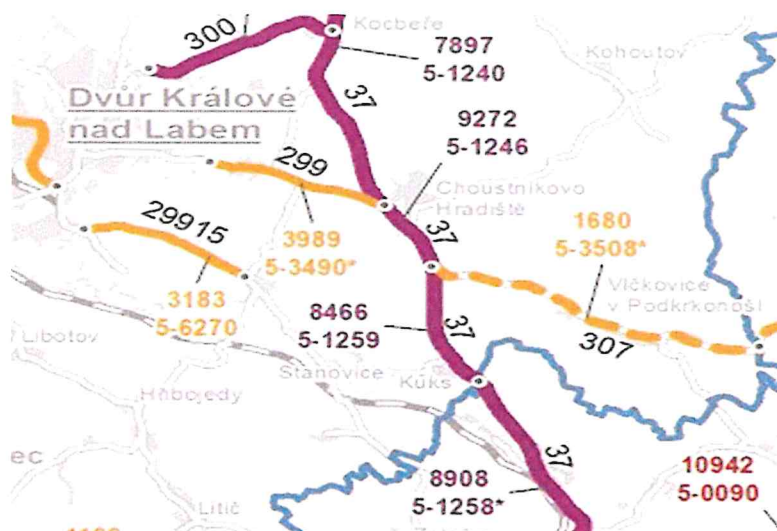 300
Kocbeře
7897
5-1240
Kohoutov
Dvůr Králové
nad Labem
37
9272
5-1246
299
Choustníkovo
Hradiště
29915
3989
5-3490*
37
1680
5-3508*
3183
5-6270
Vlčkovice
v Podkrkonoší
8466
5-1259
37
307
Libotov
Stanovice
Kuks
Hřibojedy
ec
37
8908
5-1258*
10942
5-0090
Litíč